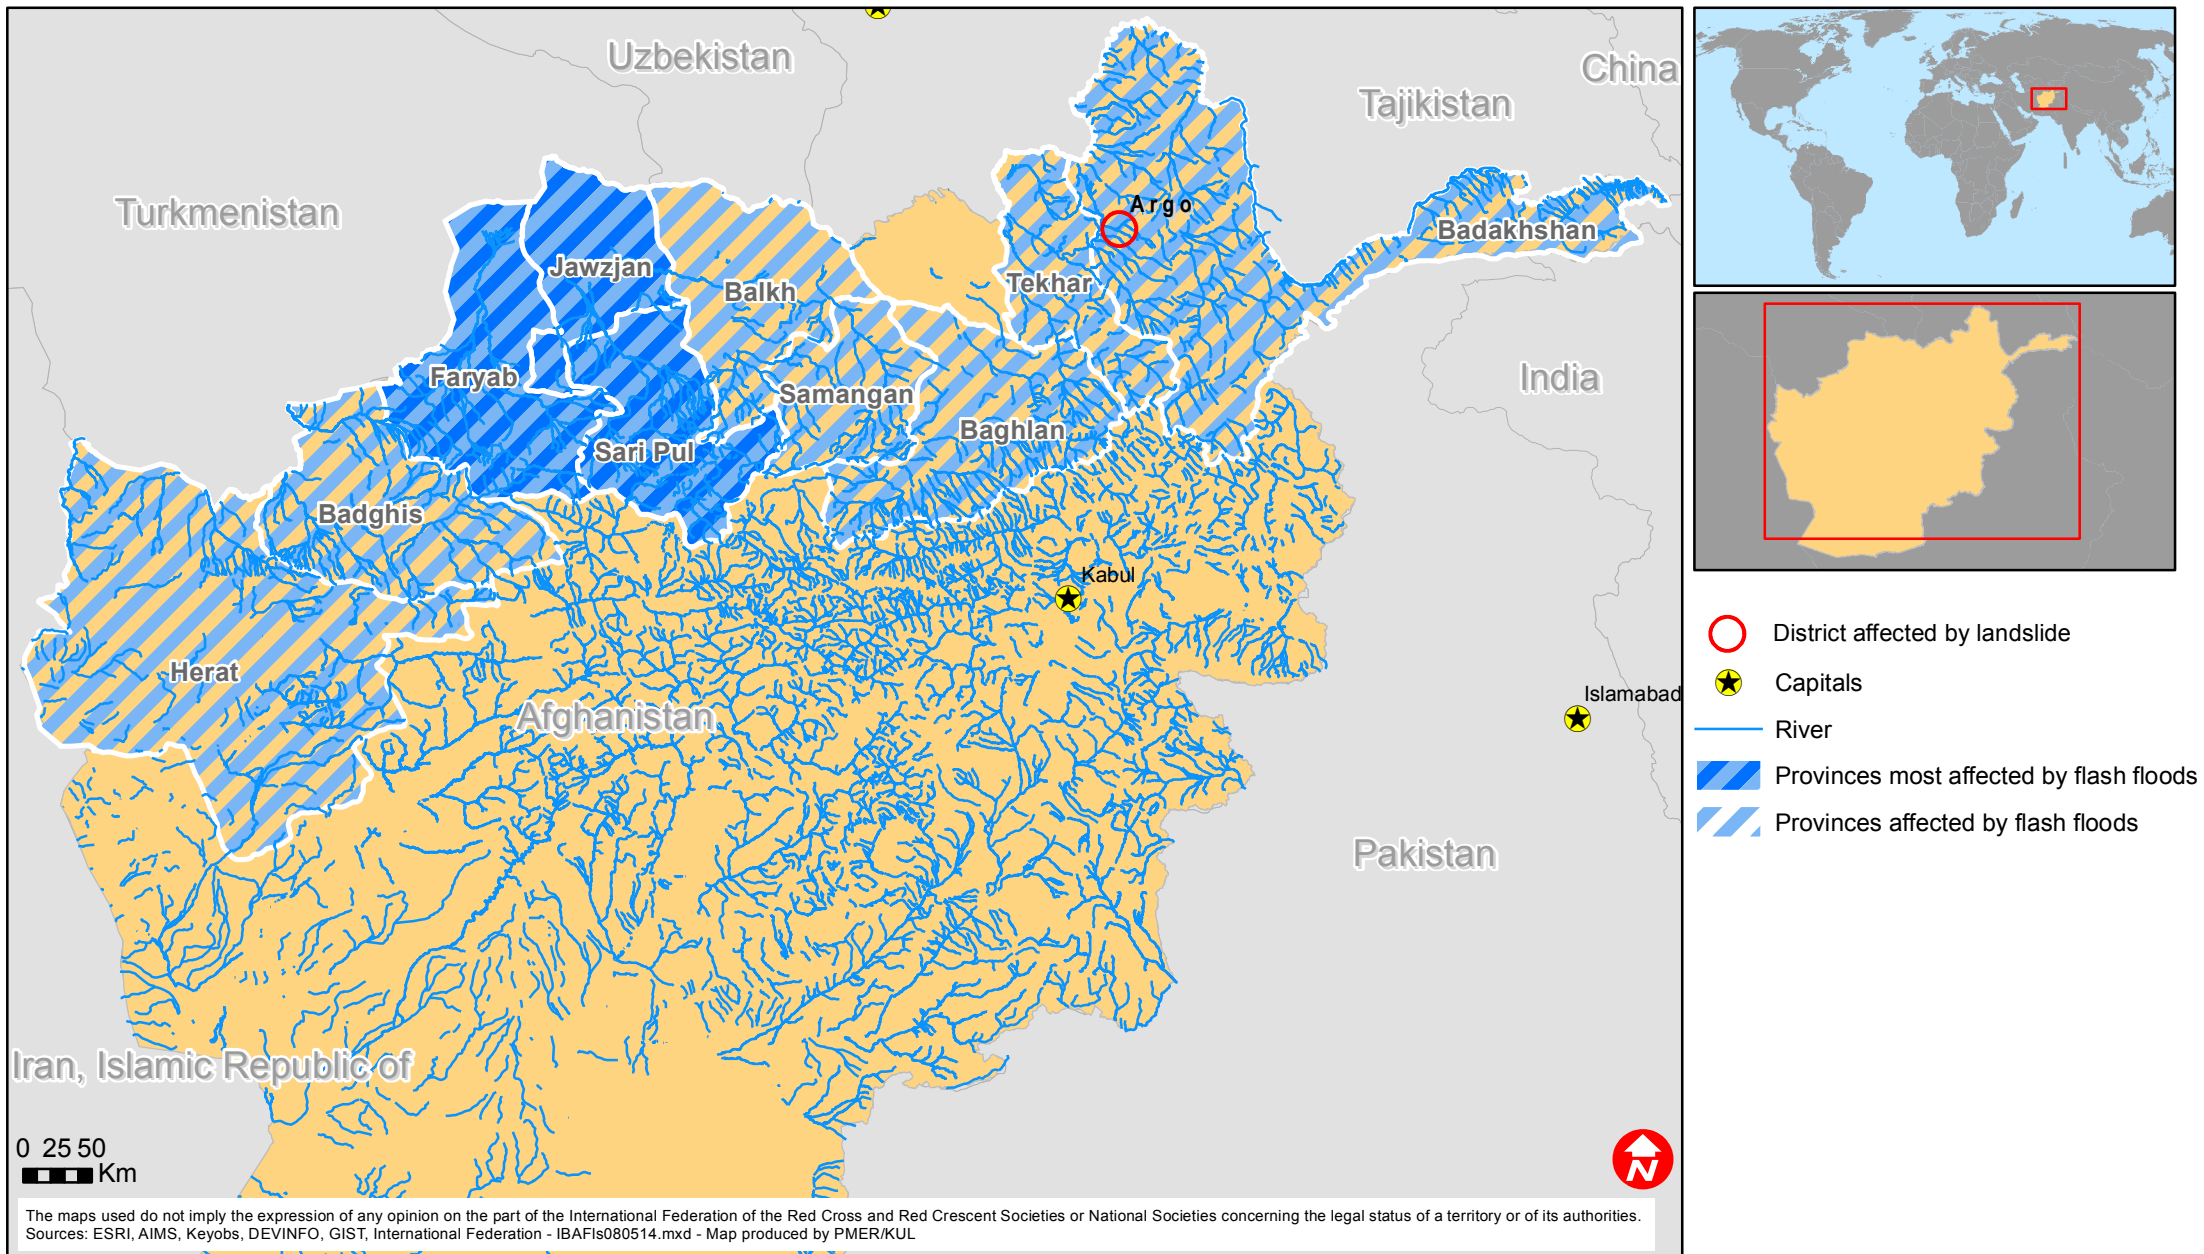 Uzbekistan
China
Tajikistan
Turkmenistan
Argo
Badakhshan
Jawzjan
Balkh
Tekhar
Faryab
Samangan
India
Baghlan
Sari Pul
Badghis
Kabul
Herat
Islamabad
Afghanistan
Pakistan
Iran, Islamic Republic of
0 25 50
Km
N
District affected by landslide
Capitals
River
Provinces most affected by flash floods
Provinces affected by flash floods
The maps used do not imply the expression of any opinion on the part of the International Federation of the Red Cross and Red Crescent Societies or National Societies concerning the legal status of a territory or of its authorities.
Sources: ESRI, AIMS, Keyobs, DEVINFO, GIST, International Federation - IBAFIs080514.mxd - Map produced by PMER/KUL